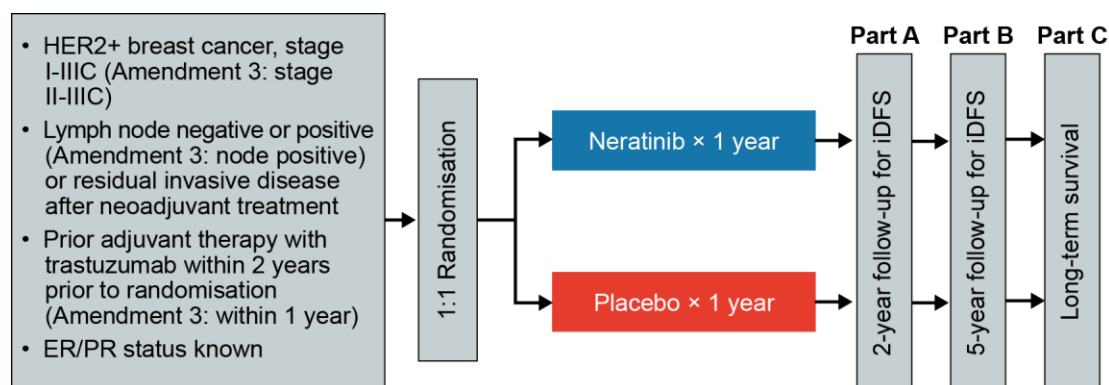 • HER2+ breast cancer, stage
I-IIIC (Amendment 3: stage
II-IIIC)
• Lymph node negative or positive
(Amendment 3: node positive)
or residual invasive disease
after neoadjuvant treatment
• Prior adjuvant therapy with
trastuzumab within 2 years
prior to randomisation
(Amendment 3: within 1 year)
• ER/PR status known
1:1 Randomisation
Neratinib × 1 year
Placebo × 1 year
Part A
2-year follow-up for iDFS
Part B
5-year follow-up for iDFS
Part C
Long-term survival